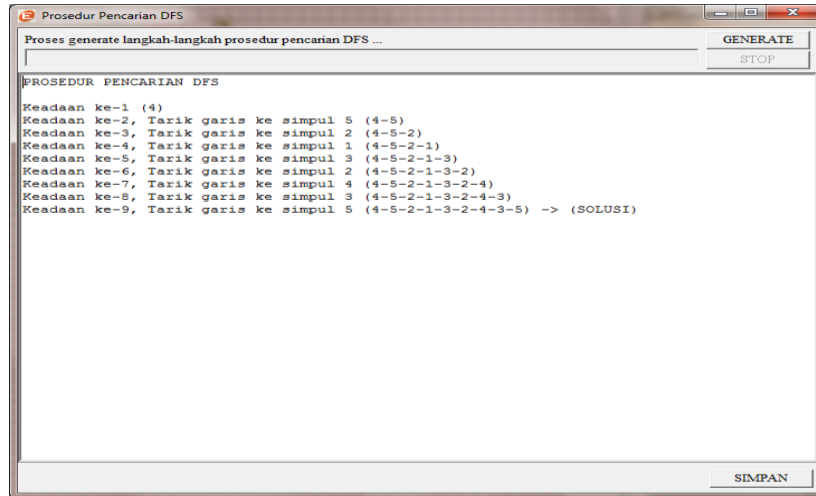 Prosedur Pencarian DFS
Proses generate langkah-langkah prosedur pencarian DFS ...
GENERATE
STOP
PROSEDUR PENCARIAN DFS
Keadaan ke-1 (4)
Keadaan ke-2, Tarik garis ke simpul 5 (4-5)
Keadaan ke-3, Tarik garis ke simpul 2 (4-5-2)
Keadaan ke-4, Tarik garis ke simpul 1 (4-5-2-1)
Keadaan ke-5, Tarik garis ke simpul 3 (4-5-2-1-3)
Keadaan ke-6, Tarik garis ke simpul 2 (4-5-2-1-3-2)
Keadaan ke-7, Tarik garis ke simpul 4 (4-5-2-1-3-2-4)
Keadaan ke-8, Tarik garis ke simpul 3 (4-5-2-1-3-2-4-3)
Keadaan ke-9, Tarik garis ke simpul 5 (4-5-2-1-3-2-4-3-5) -> (SOLUSI)
SIMPAN